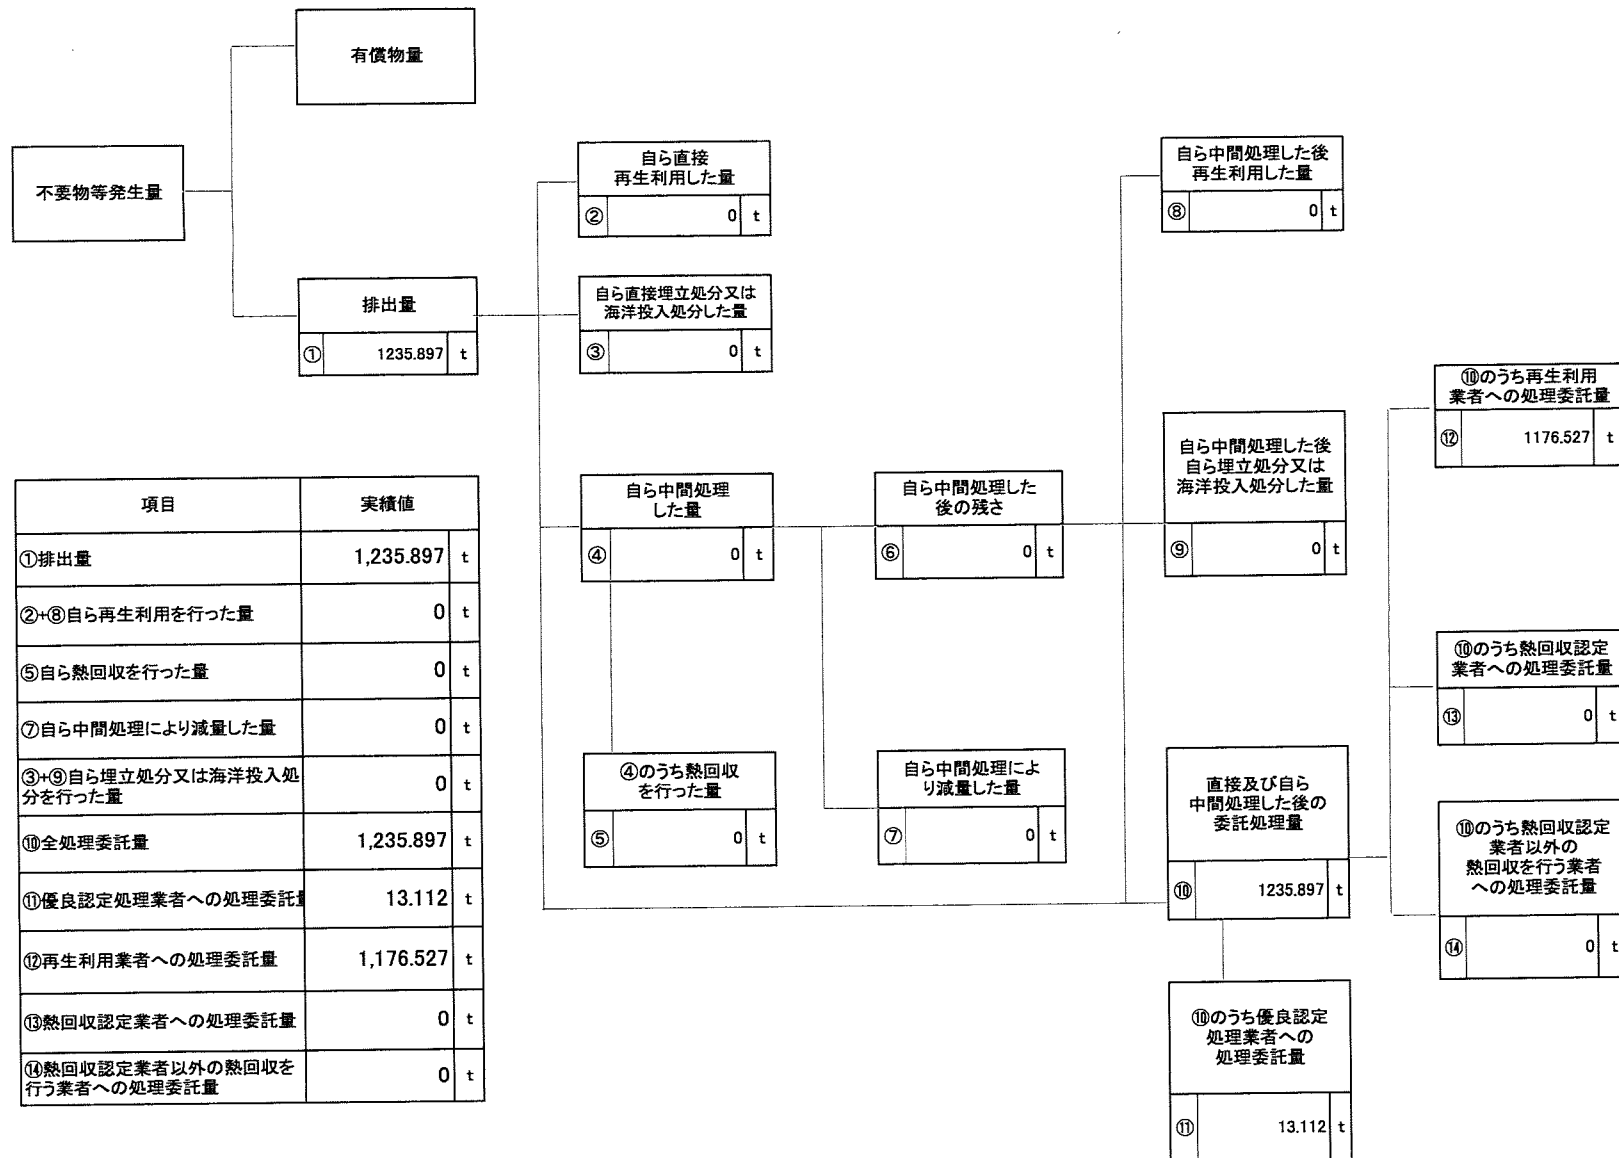 有償物量
不要物等発生量
排出量
① 1235.897 t
自ら直接
再生利用した量
② 0 t
自ら直接埋立処分又は
海洋投入処分した量
③ 0 t
自ら中間処理
した量
④ 0 t
④のうち熱回収
を行った量
⑤ 0 t
自ら中間処理した
後の残さ
⑥ 0 t
自ら中間処理によ
り減量した量
⑦ 0 t
自ら中間処理した後
再生利用した量
⑧ 0 t
自ら中間処理した後
自ら埋立処分又は
海洋投入処分した量
⑨ 0 t
直接及び自ら
中間処理した後の
委託処理量
⑩ 1235.897 t
⑩のうち優良認定
処理業者への
処理委託量
⑪ 13.112 t
⑩のうち再生利用
業者への処理委託量
⑫ 1176.527 t
⑩のうち熱回収認定
業者への処理委託量
⑬ 0 t
⑩のうち熱回収認定
業者以外の
熱回収を行う業者
への処理委託量
⑭ 0 t
項目 実績値
①排出量 1,235.897 t
②+⑧自ら再生利用を行った量 0 t
⑤自ら熱回収を行った量 0 t
⑦自ら中間処理により減量した量 0 t
③+⑨自ら埋立処分又は海洋投入処
分を行った量 0 t
⑩全処理委託量 1,235.897 t
⑪優良認定処理業者への処理委託量 13.112 t
⑫再生利用業者への処理委託量 1,176.527 t
⑬熱回収認定業者への処理委託量 0 t
⑭熱回収認定業者以外の熱回収を
行う業者への処理委託量 0 t